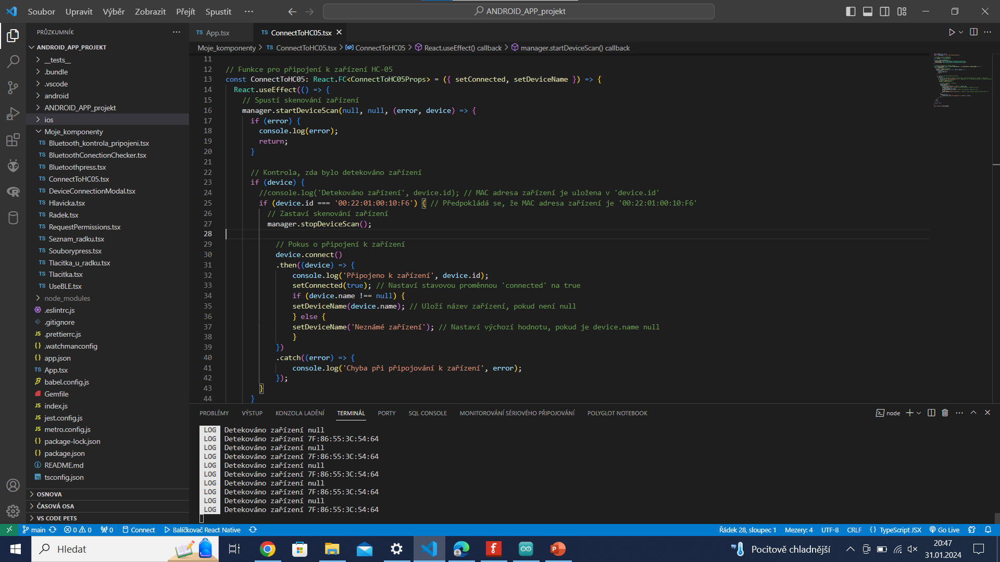 Soubor Upravit Výběr Zobrazit Přejít Spustit ··· ANDROID_APP_projekt
PRŮZKUMNÍK
ANDROID_APP_PROJEKT
__tests__
.bundle
.vscode
android
ANDROID_APP_projekt
ios
Moje_komponenty
TS Bluetooth_kontrola_pripojeni.tsx
TS BluetoothConectionChecker.tsx
TS Bluetoothpress.tsx
TS ConnectToHC05.tsx
TS DeviceConnectionModal.tsx
TS Hlavicka.tsx
TS Radek.tsx
TS RequestPermissions.tsx
TS Seznam_radku.tsx
TS Souborypress.tsx
TS Tlacitka_u_radku.tsx
TS Tlacitka.tsx
TS UseBLE.tsx
node_modules
.eslintrc.js
.gitignore
JS .prettierrc.js
{} .watchmanconfig
{} app.json
TS App.tsx
babel.config.js
Gemfile
JS index.js
JS jest.config.js
JS metro.config.js
{} package-lock.json
{} package.json
README.md
TS tsconfig.json
OSNOVA
ČASOVÁ OSA
VS CODE PETS
TS App.tsx
TS ConnectToHC05.tsx
Moje_komponenty > TS ConnectToHC05.tsx > ConnectToHC05 > React.useEffect() callback > manager.startDeviceScan() callback
11
12 // Funkce pro připojení k zařízení HC-05
13 const ConnectToHC05: React.FC<ConnectToHC05Props> = ({ setConnected, setDeviceName }) => {
14 React.useEffect(() => {
15 // Spustí skenování zařízení
16 manager.startDeviceScan(null, null, (error, device) => {
17 if (error) {
18 console.log(error);
19 return;
20 }
21
22 // Kontrola, zda bylo detekováno zařízení
23 if (device) {
24 //console.log('Detekováno zařízení', device.id); // MAC adresa zařízení je uložena v 'device.id'
25 if (device.id === '00:22:01:00:10:F6') { // Předpokládá se, že MAC adresa zařízení je '00:22:01:00:10:F6'
26 // Zastaví skenování zařízení
27 manager.stopDeviceScan();
28
29 // Pokus o připojení k zařízení
30 device.connect()
31 .then((device) => {
32 console.log('Připojeno k zařízení', device.id);
33 setConnected(true); // Nastaví stavovou proměnnou 'connected' na true
34 if (device.name !== null) {
35 setDeviceName(device.name); // Uloží název zařízení, pokud není null
36 } else {
37 setDeviceName('Neznámé zařízení'); // Nastaví výchozí hodnotu, pokud je device.name null
38 }
39 })
40 .catch((error) => {
41 console.log('Chyba při připojování k zařízení', error);
42 });
43 }
44 }
PROBLÉMY VÝSTUP KONZOLA LADĚNÍ TERMINÁL PORTY SQL CONSOLE MONITOROVÁNÍ SÉRIOVÉHO PŘIPOJOVÁNÍ POLYGLOT NOTEBOOK node
LOG Detekováno zařízení null
LOG Detekováno zařízení 7F:86:55:3C:54:64
LOG Detekováno zařízení null
LOG Detekováno zařízení 7F:86:55:3C:54:64
LOG Detekováno zařízení null
LOG Detekováno zařízení 7F:86:55:3C:54:64
LOG Detekováno zařízení null
LOG Detekováno zařízení 7F:86:55:3C:54:64
LOG Detekováno zařízení null
LOG Detekováno zařízení 7F:86:55:3C:54:64
main 0 0 0 Connect Balíčkovač React Native Řádek 28, sloupec 1 Mezery: 4 UTF-8 CRLF {} TypeScript JSX Go Live
Hledat Pocitově chladnější
20:47
31.01.2024